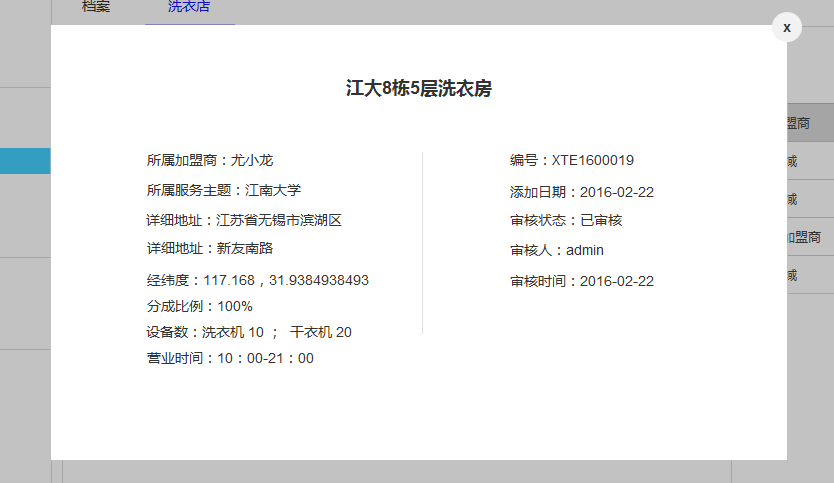 档案
洗衣店
x
江大8栋5层洗衣房
所属加盟商：尤小龙
所属服务主题：江南大学
详细地址：江苏省无锡市滨湖区
详细地址：新友南路
经纬度：117.168，31.9384938493
分成比例：100%
设备数：洗衣机 10 ； 干衣机 20
营业时间：10：00-21：00
编号：XTE1600019
添加日期：2016-02-22
审核状态：已审核
审核人：admin
审核时间：2016-02-22
盟商
域
域
加盟商
域